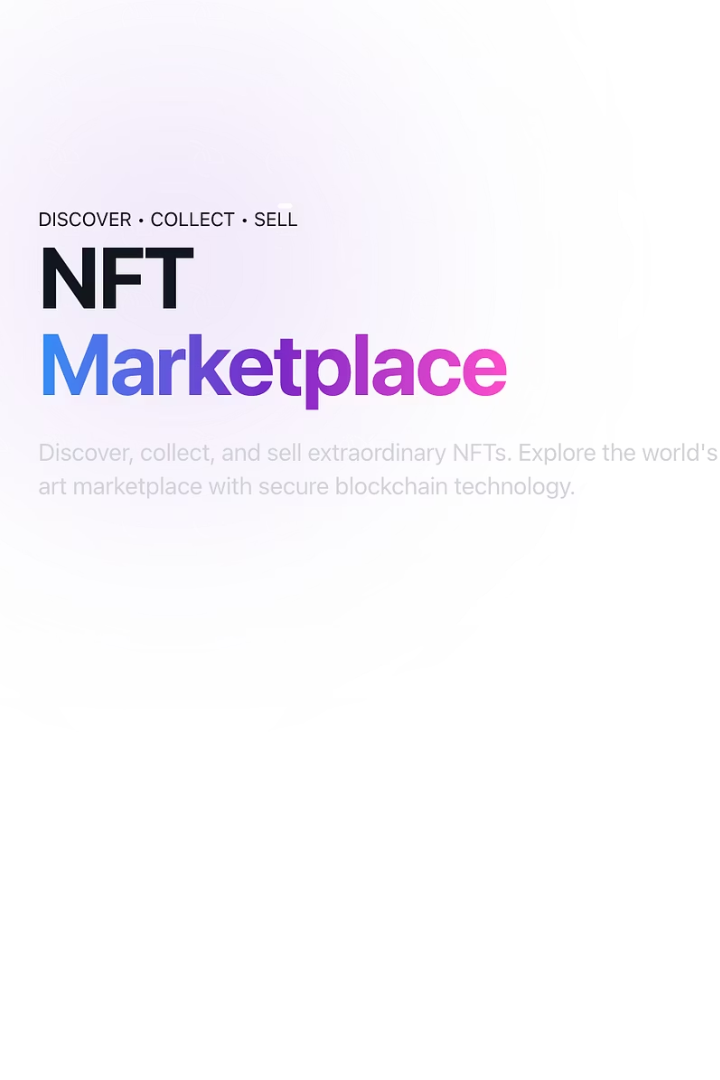 DISCOVER • COLLECT • SELL
NFT
Marketplace
Discover, collect, and sell extraordinary NFTs. Explore the world's
art marketplace with secure blockchain technology.